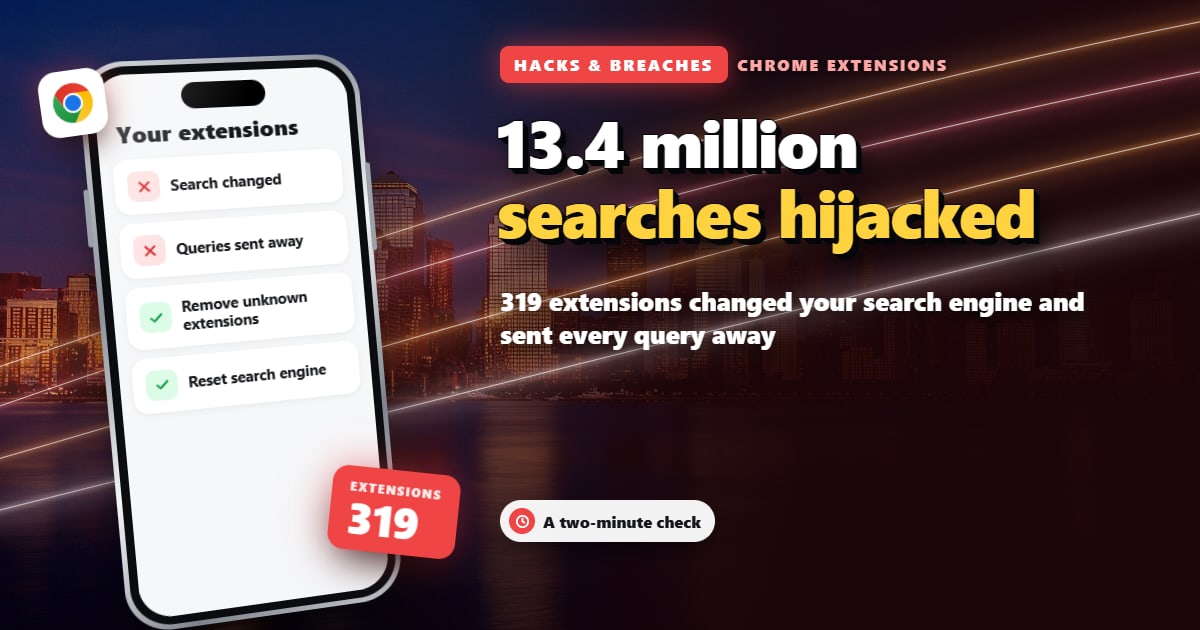 HACKS & BREACHES
CHROME EXTENSIONS
13.4 million
searches hijacked
319 extensions changed your search engine and
sent every query away
A two-minute check
Your extensions
Search changed
Queries sent away
Remove unknown
extensions
Reset search engine
EXTENSIONS
319